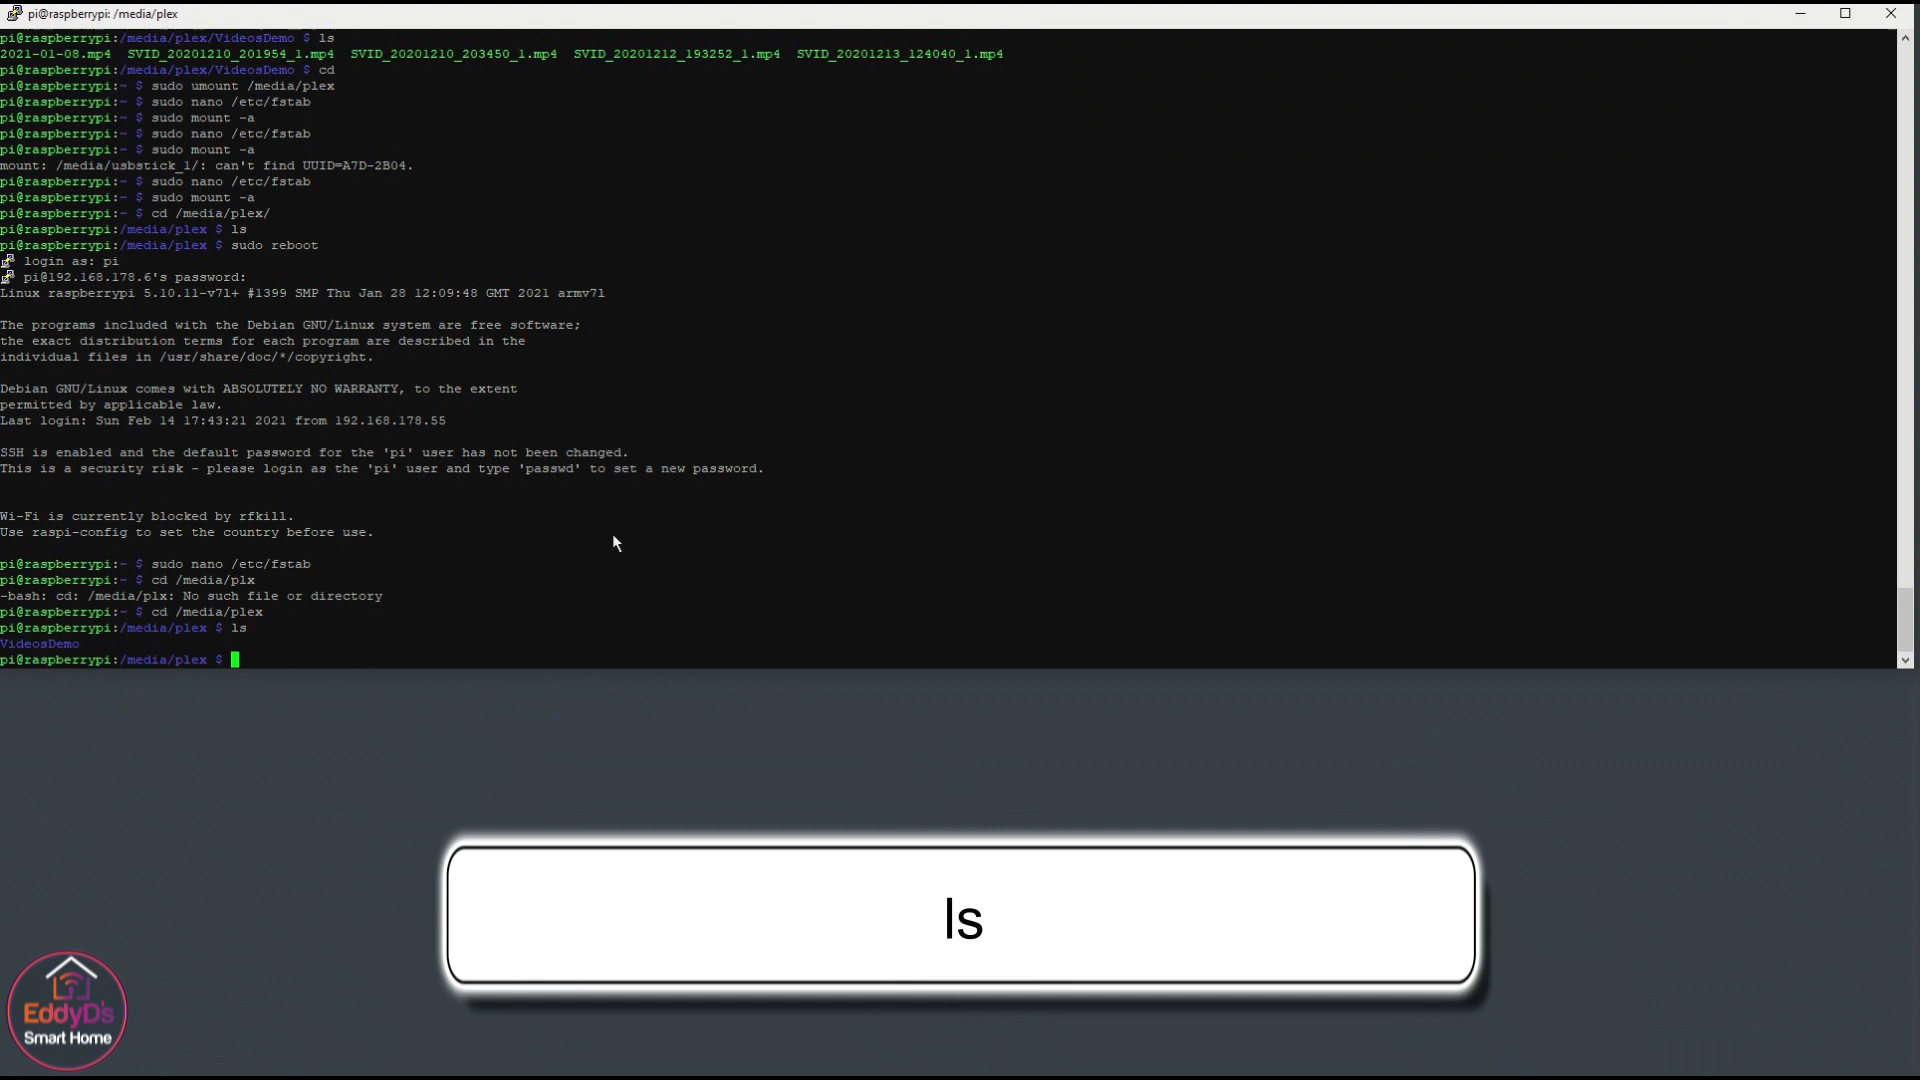 pi@raspberrypi: /media/plex
pi@raspberrypi:/media/plex/VideosDemo $ ls
2021-01-08.mp4  SVID_20201210_201954_1.mp4  SVID_20201210_203450_1.mp4  SVID_20201212_193252_1.mp4  SVID_20201213_124040_1.mp4
pi@raspberrypi:/media/plex/VideosDemo $ cd
pi@raspberrypi:~ $ sudo umount /media/plex
pi@raspberrypi:~ $ sudo nano /etc/fstab
pi@raspberrypi:~ $ sudo mount -a
pi@raspberrypi:~ $ sudo nano /etc/fstab
pi@raspberrypi:~ $ sudo mount -a
mount: /media/usbstick_1/: can't find UUID=A7D-2B04.
pi@raspberrypi:~ $ sudo nano /etc/fstab
pi@raspberrypi:~ $ sudo mount -a
pi@raspberrypi:~ $ cd /media/plex/
pi@raspberrypi:/media/plex $ ls
pi@raspberrypi:/media/plex $ sudo reboot
login as: pi
pi@192.168.178.6's password:
Linux raspberrypi 5.10.11-v7l+ #1399 SMP Thu Jan 28 12:09:48 GMT 2021 armv7l
The programs included with the Debian GNU/Linux system are free software;
the exact distribution terms for each program are described in the
individual files in /usr/share/doc/*/copyright.
Debian GNU/Linux comes with ABSOLUTELY NO WARRANTY, to the extent
permitted by applicable law.
Last login: Sun Feb 14 17:43:21 2021 from 192.168.178.55
SSH is enabled and the default password for the 'pi' user has not been changed.
This is a security risk - please login as the 'pi' user and type 'passwd' to set a new password.
Wi-Fi is currently blocked by rfkill.
Use raspi-config to set the country before use.
pi@raspberrypi:~ $ sudo nano /etc/fstab
pi@raspberrypi:~ $ cd /media/plx
-bash: cd: /media/plx: No such file or directory
pi@raspberrypi:~ $ cd /media/plex
pi@raspberrypi:/media/plex $ ls
VideosDemo
pi@raspberrypi:/media/plex $
ls
EddyD's
Smart Home